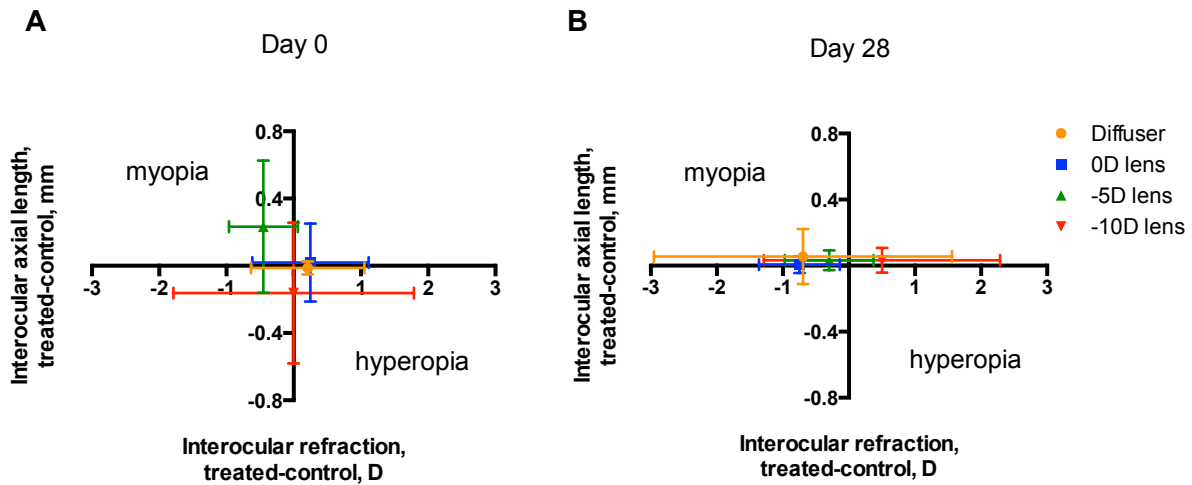 A
Day 0
Interocular axial length,
treated-control, mm
myopia
hyperopia
0.8
0.4
-0.4
-0.8
-3
-2
-1
0
1
2
3
Interocular refraction,
treated-control, D
B
Day 28
Interocular axial length,
treated-control, mm
myopia
hyperopia
0.8
0.4
-0.4
-0.8
-3
-2
-1
0
1
2
3
Interocular refraction,
treated-control, D
Diffuser
0D lens
-5D lens
-10D lens